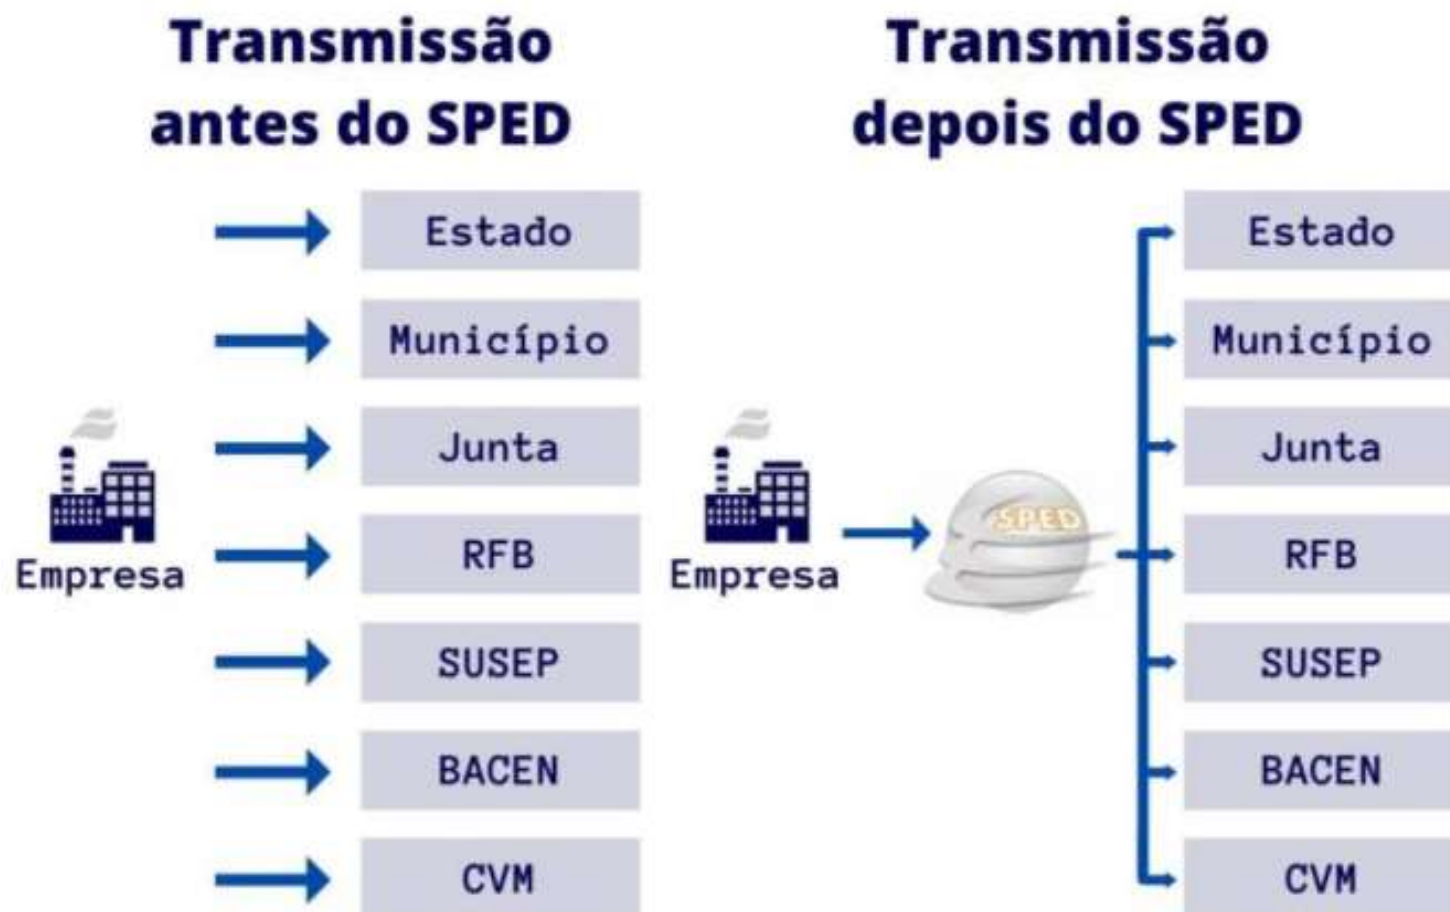 Transmissão
antes do SPED
Estado
Município
Junta
RFB
SUSEP
BACEN
CVM
Empresa
Transmissão
depois do SPED
Empresa
SPED
Estado
Município
Junta
RFB
SUSEP
BACEN
CVM